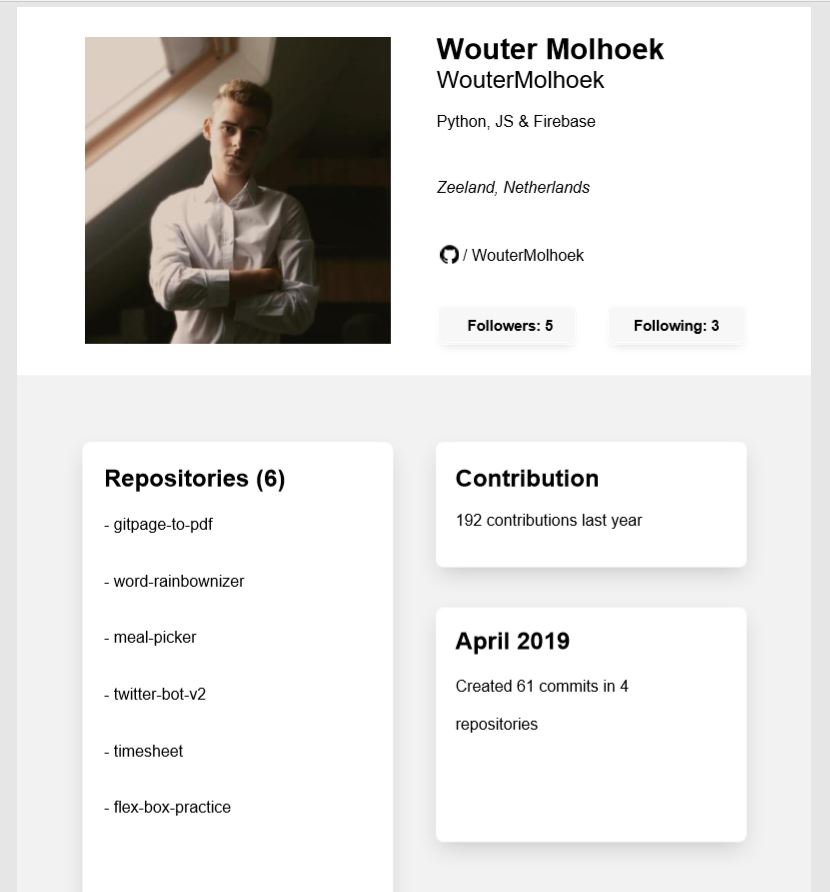 Wouter Molhoek
WouterMolhoek
Python, JS & Firebase
Zeeland, Netherlands
/ WouterMolhoek
Followers: 5
Following: 3
Repositories (6)
- gitpage-to-pdf
- word-rainbownizer
- meal-picker
- twitter-bot-v2
- timesheet
- flex-box-practice
Contribution
192 contributions last year
April 2019
Created 61 commits in 4
repositories